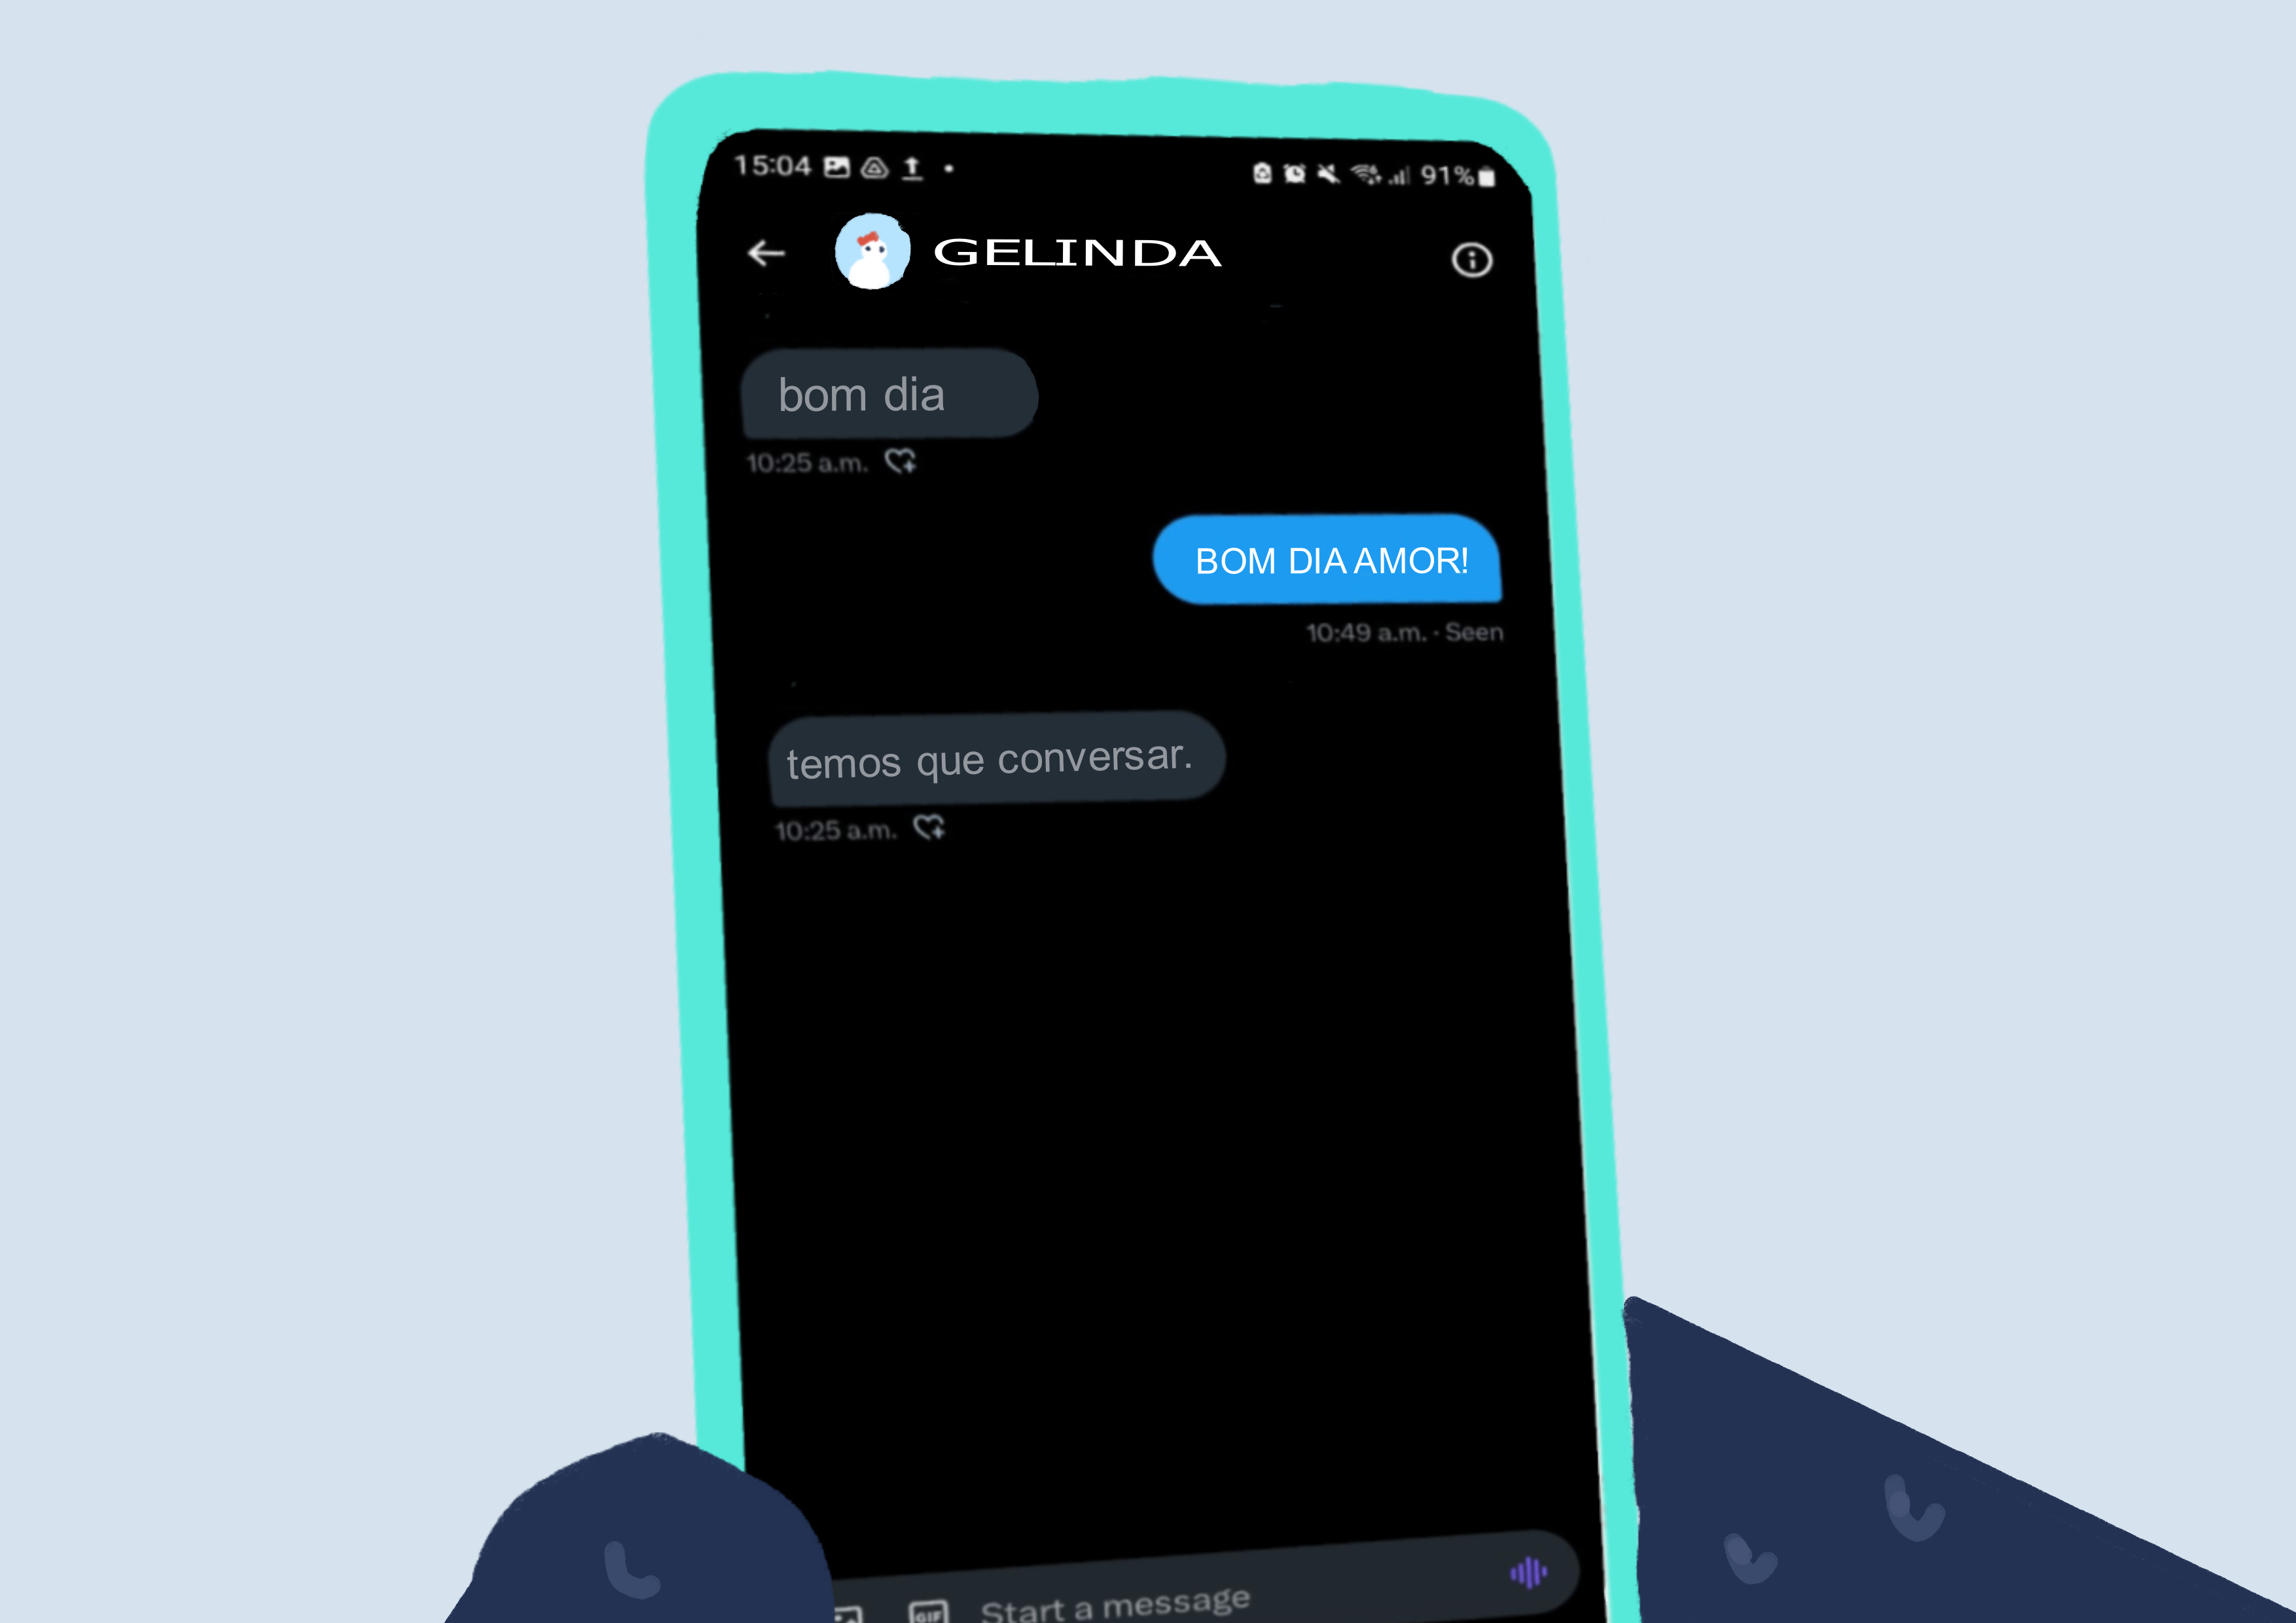 15:04 91%
GELINDA
bom dia
10:25 a.m.
BOM DIA AMOR!
10:49 a.m. · Seen
temos que conversar.
10:25 a.m.
GIF Start a message